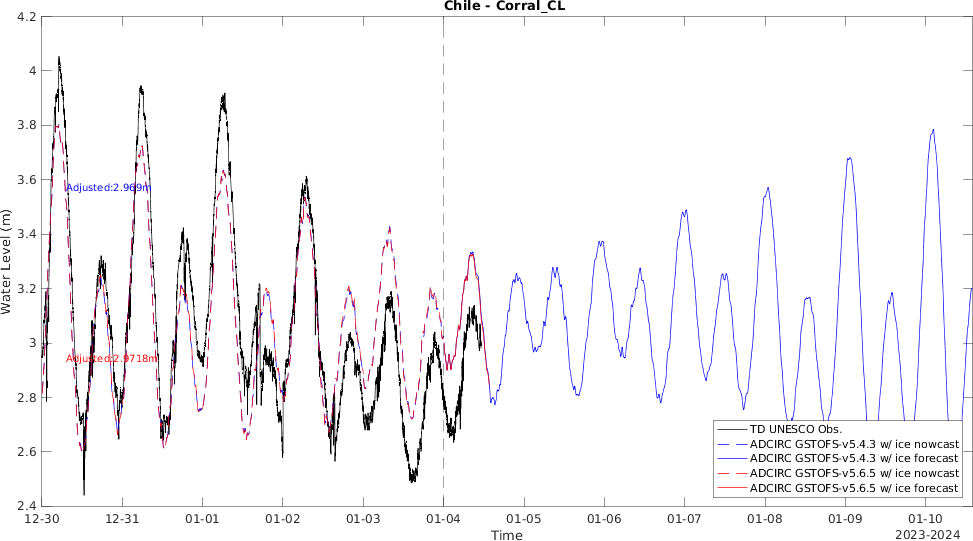 Chile - Corral_CL
4.2
4
3.8
3.6
3.4
3.2
3
2.8
2.6
2.4
Water Level (m)
Adjusted:2.969m
Adjusted:2.9718m
TD UNESCO Obs.
ADCIRC GSTOFS-v5.4.3 w/ ice nowcast
ADCIRC GSTOFS-v5.4.3 w/ ice forecast
ADCIRC GSTOFS-v5.6.5 w/ ice nowcast
ADCIRC GSTOFS-v5.6.5 w/ ice forecast
12-30 12-31 01-01 01-02 01-03 01-04 01-05 01-06 01-07 01-08 01-09 01-10
Time
2023-2024